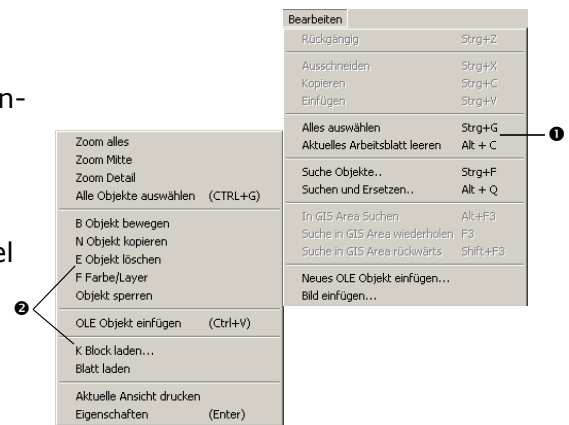 n-
el
Bearbeiten
Rückgängig Strg+Z
Ausschneiden Strg+X
Kopieren Strg+C
Einfügen Strg+V
Alles auswählen Strg+G
Aktuelles Arbeitsblatt leeren Alt + C
Suche Objekte.. Strg+F
Suchen und Ersetzen.. Alt + Q
In GIS Area Suchen Alt+F3
Suche in GIS Area wiederholen F3
Suche in GIS Area rückwärts Shift+F3
Neues OLE Objekt einfügen...
Bild einfügen...
❶
Zoom alles
Zoom Mitte
Zoom Detail
Alle Objekte auswählen (CTRL+G)
B Objekt bewegen
N Objekt kopieren
E Objekt löschen
F Farbe/Layer
Objekt sperren
OLE Objekt einfügen (Ctrl+V)
K Block laden...
Blatt laden
Aktuelle Ansicht drucken
Eigenschaften (Enter)
❷